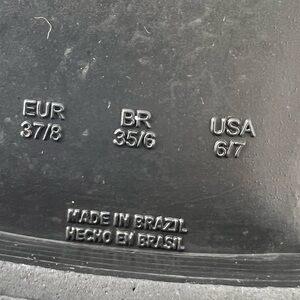 EUR BR USA
37/8 35/6 6/7
MADE IN BRAZIL
HECHO EN BRASIL